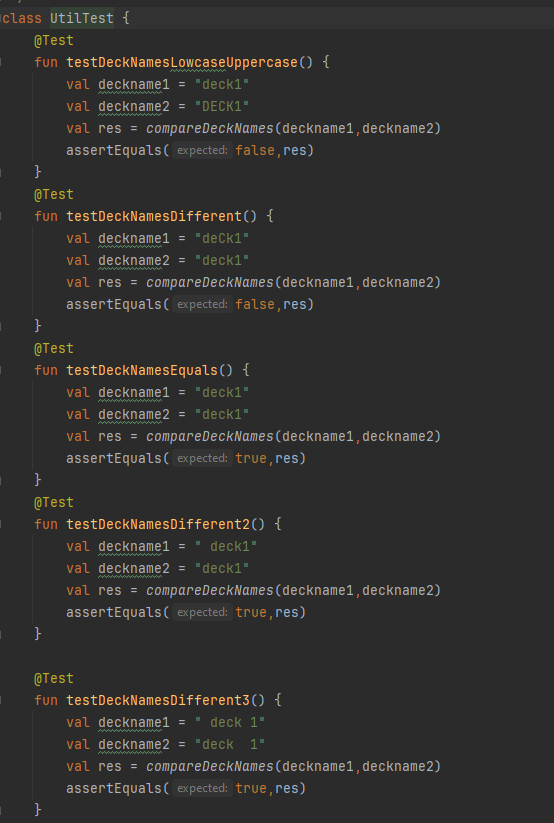 class UtilTest {
    @Test
    fun testDeckNamesLowcaseUppercase() {
        val deckname1 = "deck1"
        val deckname2 = "DECK1"
        val res = compareDeckNames(deckname1,deckname2)
        assertEquals( expected: false,res)
    }
    @Test
    fun testDeckNamesDifferent() {
        val deckname1 = "deCk1"
        val deckname2 = "deck1"
        val res = compareDeckNames(deckname1,deckname2)
        assertEquals( expected: false,res)
    }
    @Test
    fun testDeckNamesEquals() {
        val deckname1 = "deck1"
        val deckname2 = "deck1"
        val res = compareDeckNames(deckname1,deckname2)
        assertEquals( expected: true,res)
    }
    @Test
    fun testDeckNamesDifferent2() {
        val deckname1 = " deck1"
        val deckname2 = "deck1"
        val res = compareDeckNames(deckname1,deckname2)
        assertEquals( expected: true,res)
    }

    @Test
    fun testDeckNamesDifferent3() {
        val deckname1 = " deck 1"
        val deckname2 = "deck  1"
        val res = compareDeckNames(deckname1,deckname2)
        assertEquals( expected: true,res)
    }